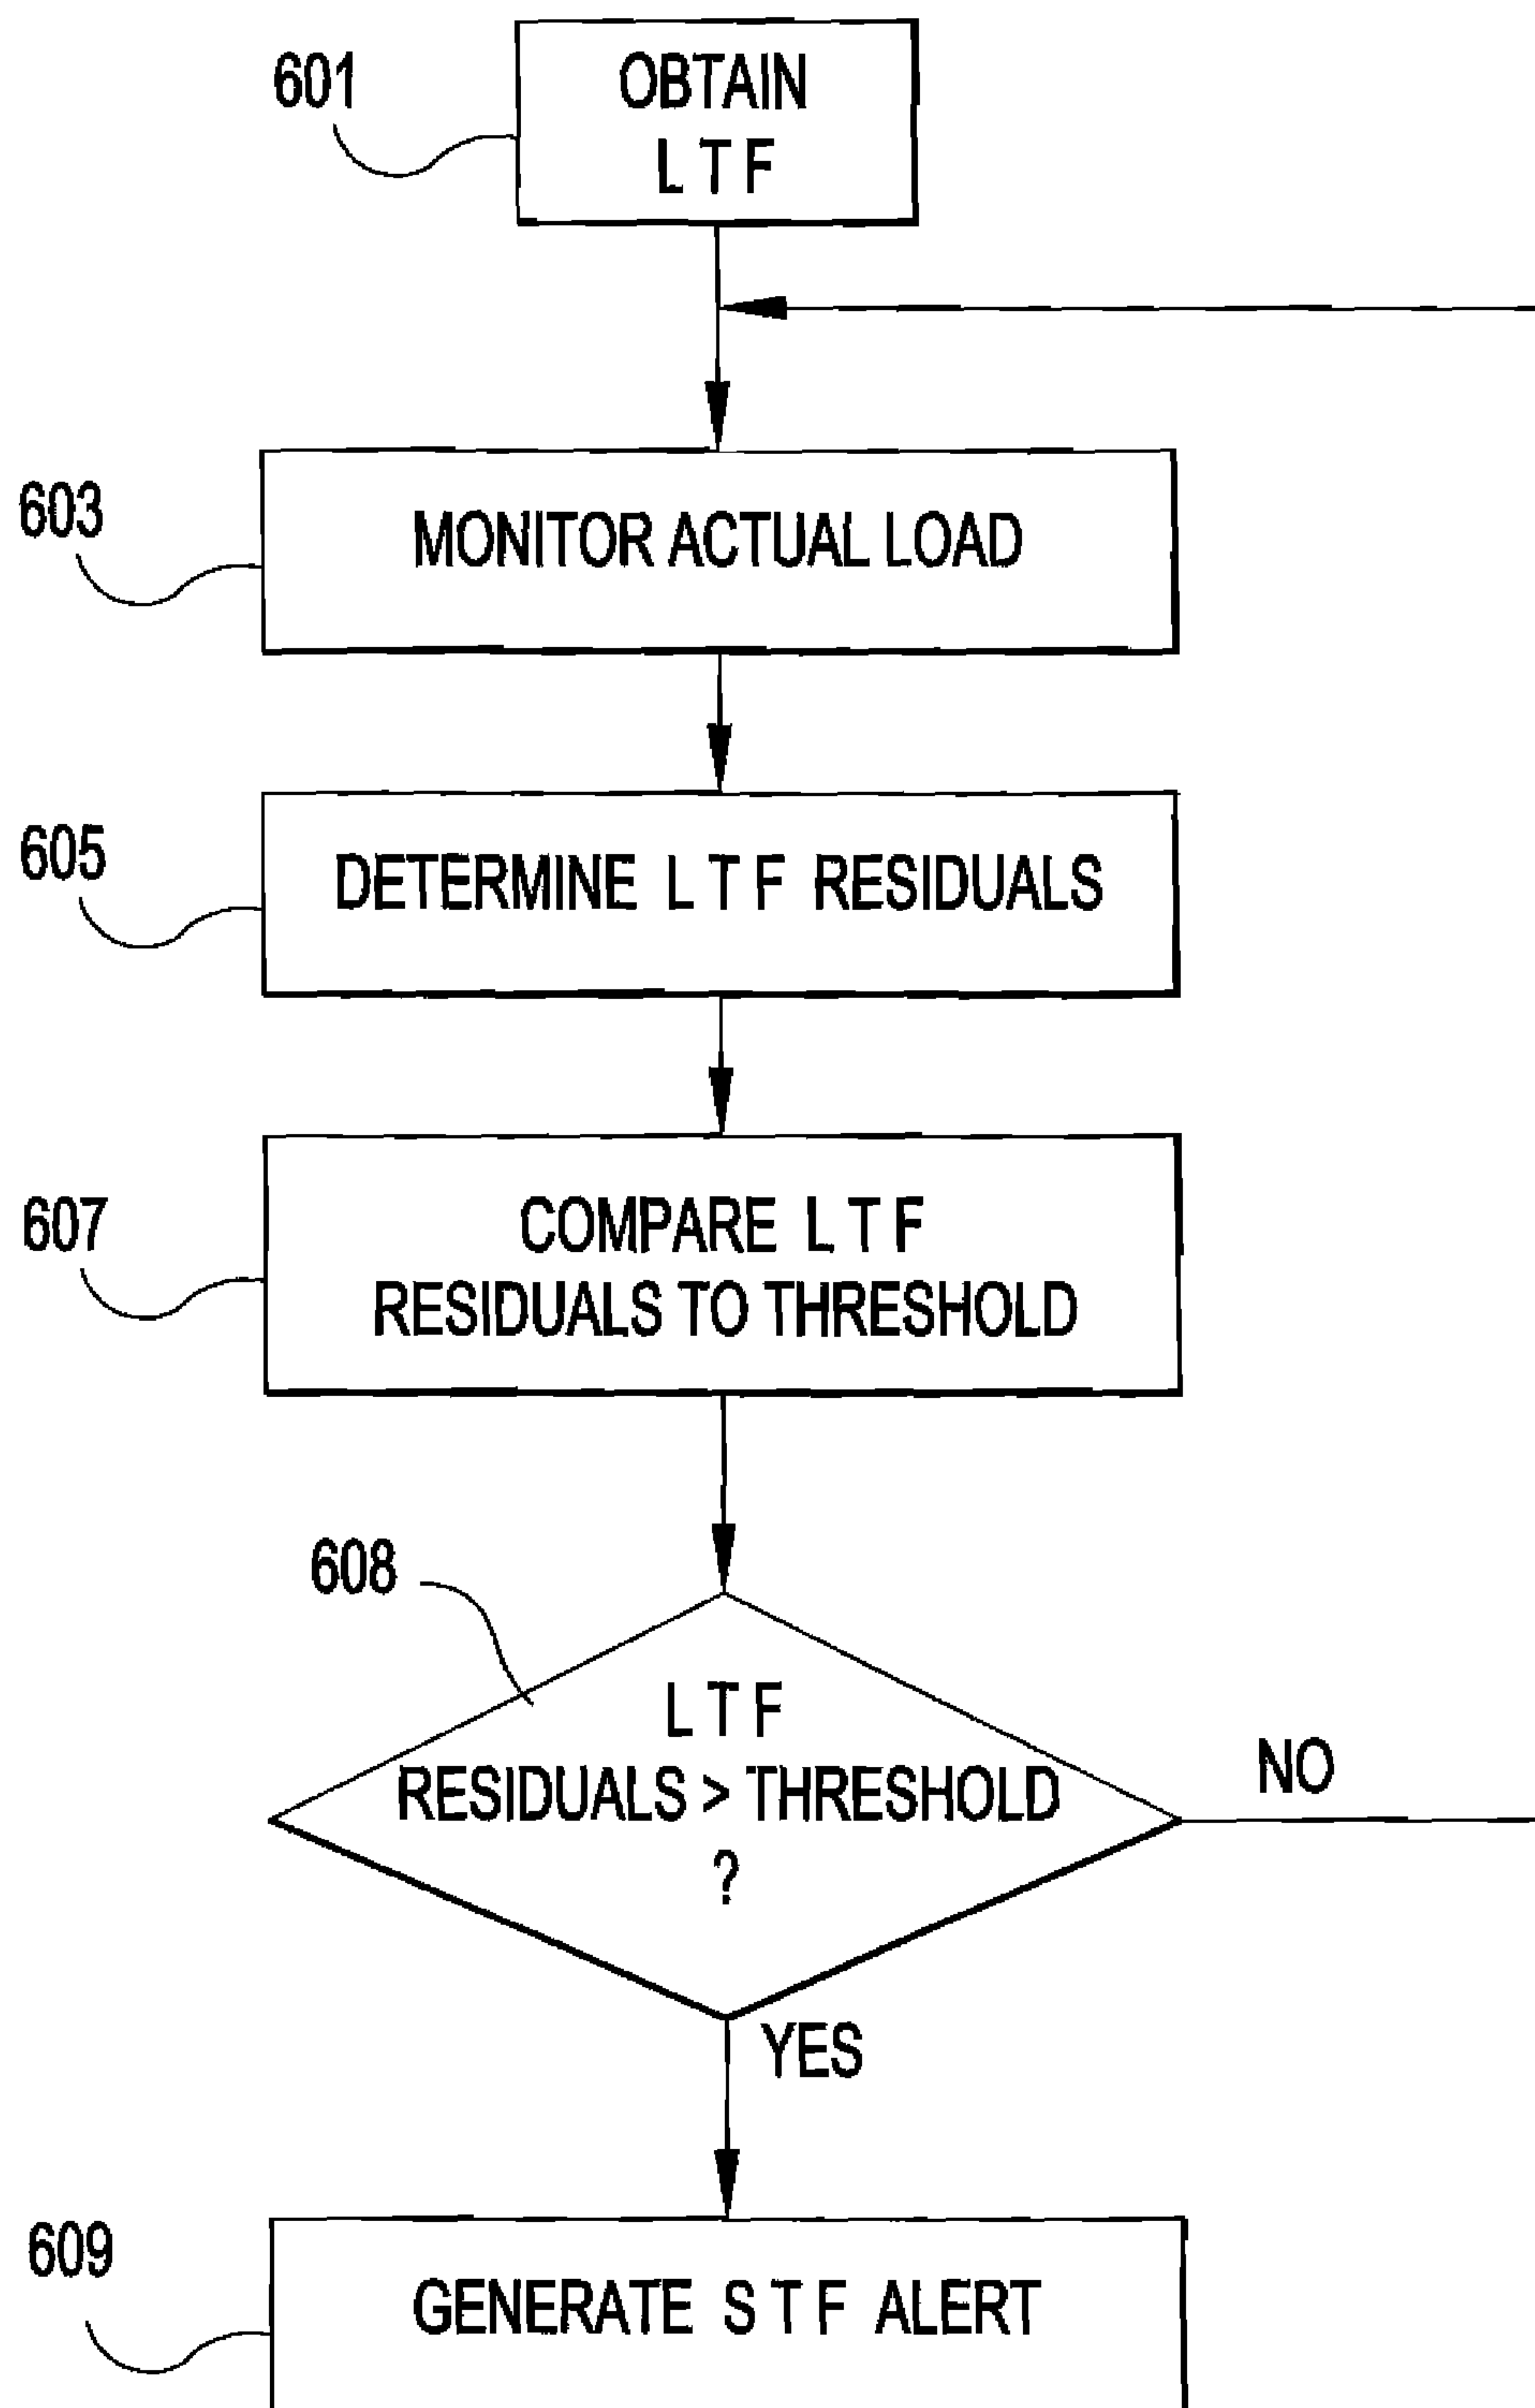 601
OBTAIN
L T F
603
MONITOR ACTUAL LOAD
605
DETERMINE L T F RESIDUALS
607
COMPARE L T F
RESIDUALS TO THRESHOLD
608
L T F
RESIDUALS > THRESHOLD
?
NO
YES
609
GENERATE S T F ALERT